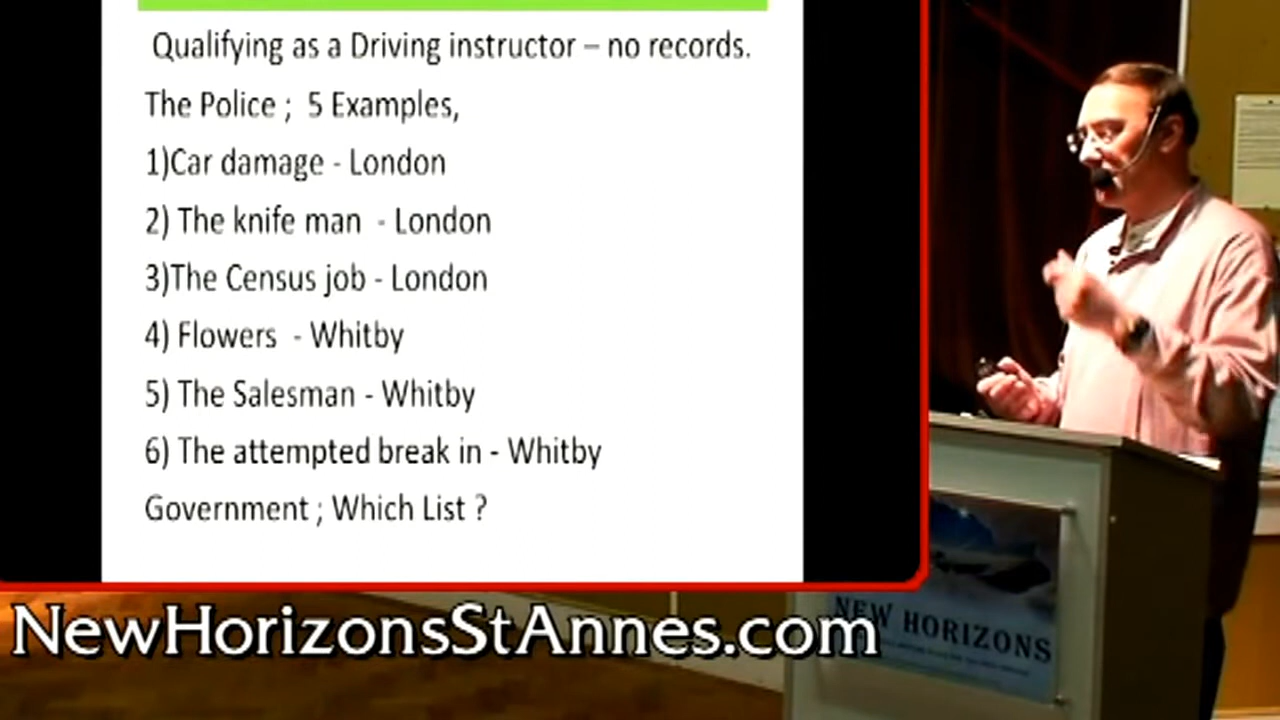 Qualifying as a Driving instructor – no records.
The Police ; 5 Examples,
1)Car damage - London
2) The knife man - London
3)The Census job - London
4) Flowers - Whitby
5) The Salesman - Whitby
6) The attempted break in - Whitby
Government ; Which List ?
NewHorizonsStAnnes.com
NEW HORIZONS